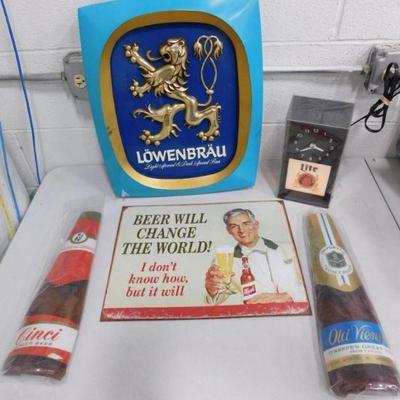 LÖWENBRÄU
Light Special & Dark Special Beer
Lite
BEER WILL
CHANGE
THE WORLD!
I don't
know how,
but it will
Cinci
Old Vienna